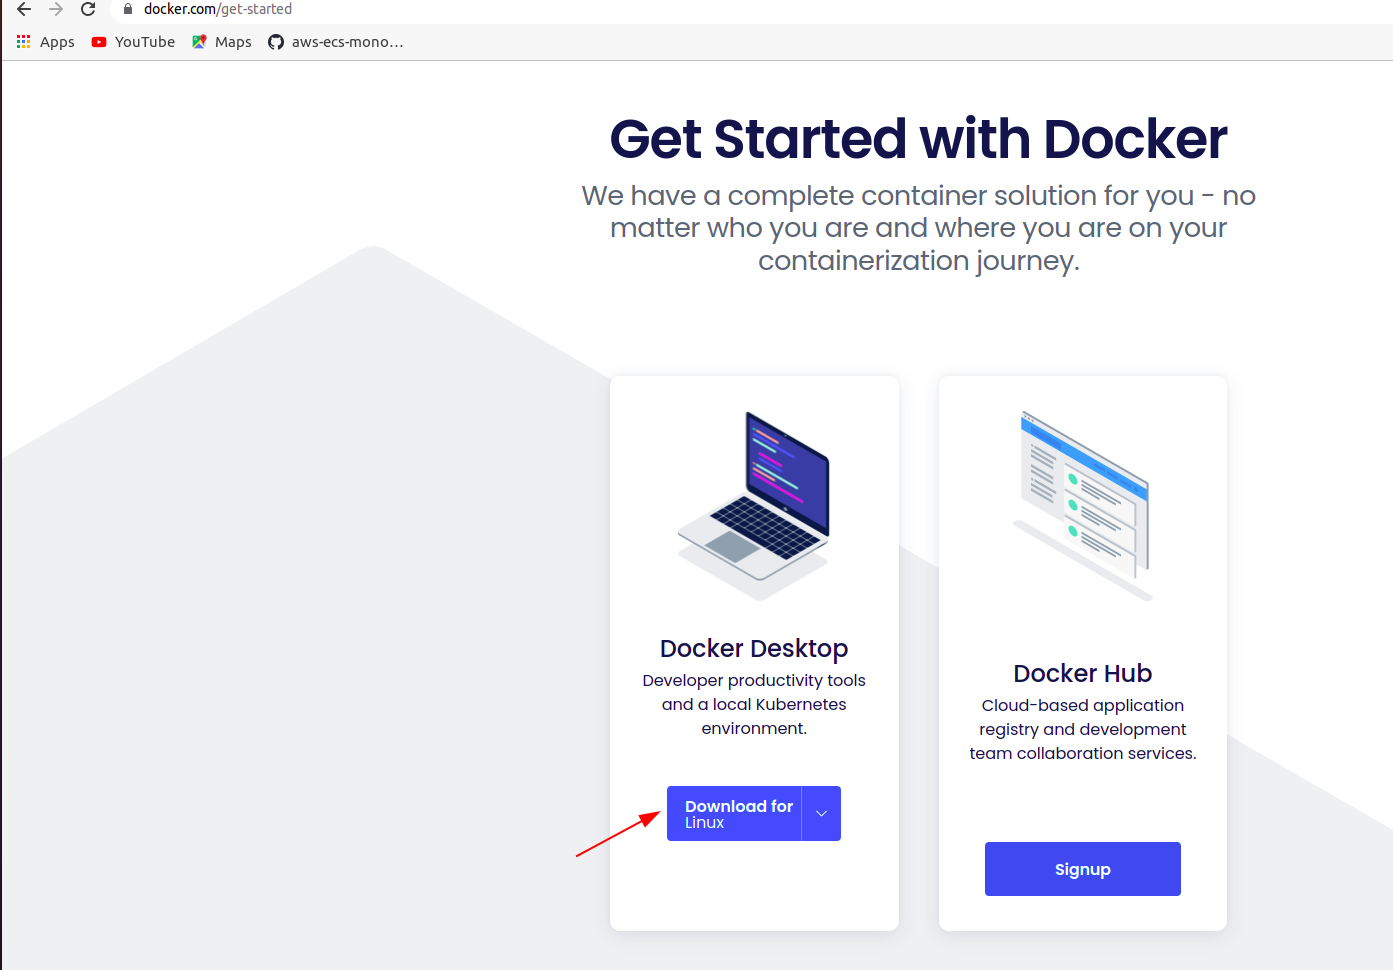 docker.com/get-started
Apps YouTube Maps aws-ecs-mono...
Get Started with Docker
We have a complete container solution for you - no
matter who you are and where you are on your
containerization journey.
Docker Desktop
Developer productivity tools
and a local Kubernetes
environment.
Download for
Linux
Docker Hub
Cloud-based application
registry and development
team collaboration services.
Signup